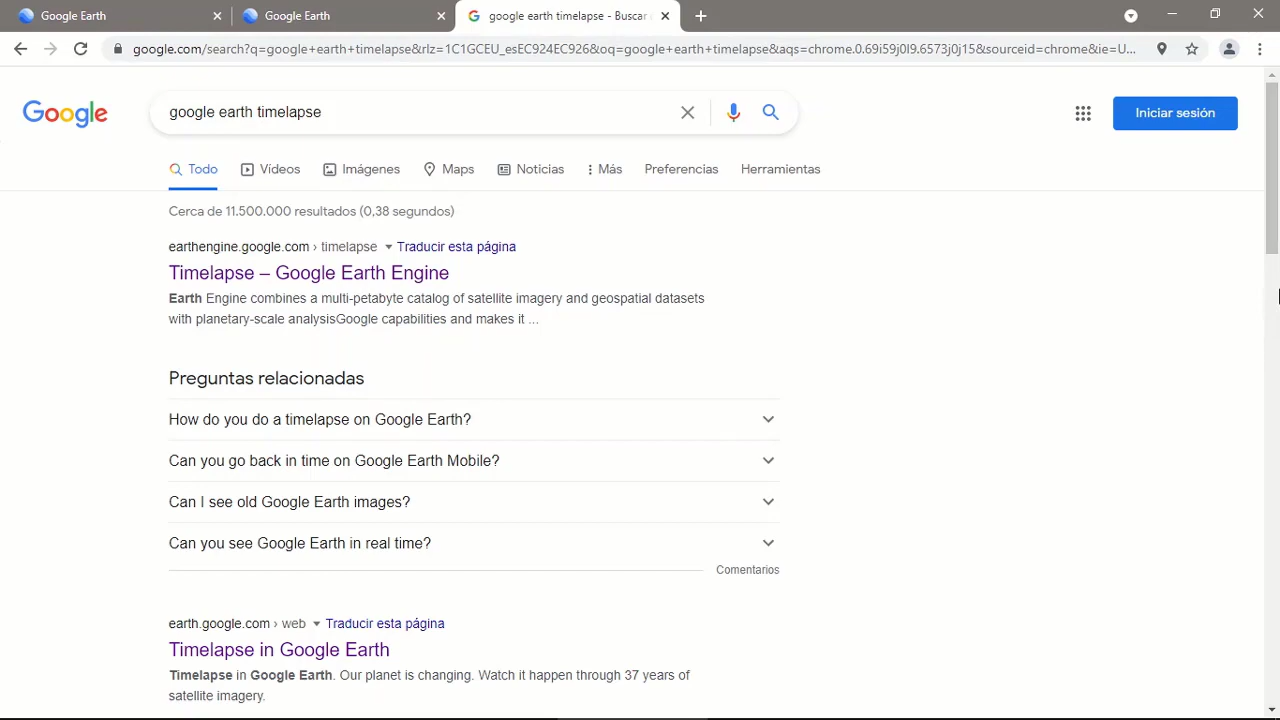 Google Earth
Google Earth
google earth timelapse - Buscar
google.com/search?q=google+earth+timelapse&rlz=1C1GCEU_esEC924EC926&oq=google+earth+timelapse&aqs=chrome.0.69i59j0l9.6573j0j15&sourceid=chrome&ie=U...
Google
google earth timelapse
Iniciar sesión
Todo
Vídeos
Imágenes
Maps
Noticias
Más
Preferencias
Herramientas
Cerca de 11.500.000 resultados (0,38 segundos)
earthengine.google.com › timelapse Traducir esta página
Timelapse – Google Earth Engine
Earth Engine combines a multi-petabyte catalog of satellite imagery and geospatial datasets
with planetary-scale analysisGoogle capabilities and makes it ...
Preguntas relacionadas
How do you do a timelapse on Google Earth?
Can you go back in time on Google Earth Mobile?
Can I see old Google Earth images?
Can you see Google Earth in real time?
Comentarios
earth.google.com › web Traducir esta página
Timelapse in Google Earth
Timelapse in Google Earth. Our planet is changing. Watch it happen through 37 years of
satellite imagery.